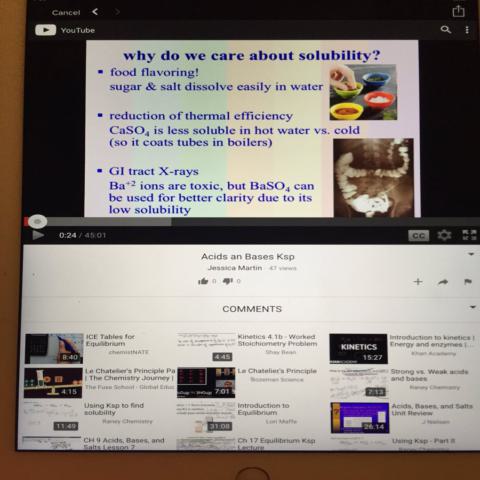 Cancel
YouTube
why do we care about solubility?
▪ food flavoring!
sugar & salt dissolve easily in water
▪ reduction of thermal efficiency
CaSO₄ is less soluble in hot water vs. cold
(so it coats tubes in boilers)
▪ GI tract X-rays
Ba⁺² ions are toxic, but BaSO₄ can
be used for better clarity due to its
low solubility
0:24 / 45:01
CC
Acids an Bases Ksp
Jessica Martin · 47 views
0 0
COMMENTS
8:40
ICE Tables for
Equilibrium
chemistNATE
4:45
Kinetics 4.1b - Worked
Stoichiometry Problem
Shay Bean
KINETICS
15:27
Introduction to kinetics |
Energy and enzymes |...
Khan Academy
4:15
Le Chatelier's Principle Pa
| The Chemistry Journey |
The Fuse School - Global Educ
7:01
Le Chatelier's Principle
Bozeman Science
7:13
Strong vs. Weak acids
and bases
Raney Chemistry
11:49
Using Ksp to find
solubility
Raney Chemistry
31:08
Introduction to
Equilibrium
Lori Maffe
26:14
Acids, Bases, and Salts
Unit Review
J Nielsen
CH 9 Acids, Bases, and
Salts Lesson 2
Ch 17 Equilibrium Ksp
Lecture
Using Ksp - Part II
Raney Chemistry